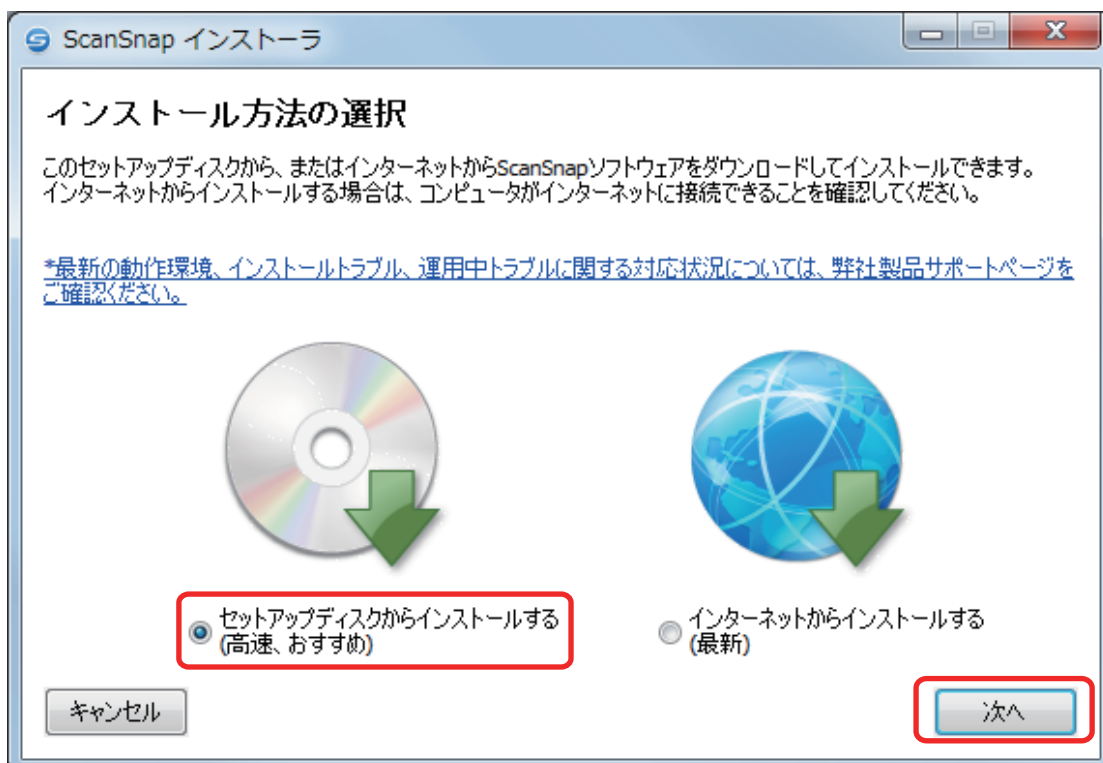 ScanSnap インストーラ
インストール方法の選択
このセットアップディスクから、またはインターネットからScanSnapソフトウェアをダウンロードしてインストールできます。
インターネットからインストールする場合は、コンピュータがインターネットに接続できることを確認してください。
*最新の動作環境、インストールトラブル、運用中トラブルに関する対応状況については、弊社製品サポートページを
ご確認ください。
セットアップディスクからインストールする
(高速、おすすめ)
インターネットからインストールする
(最新)
キャンセル
次へ